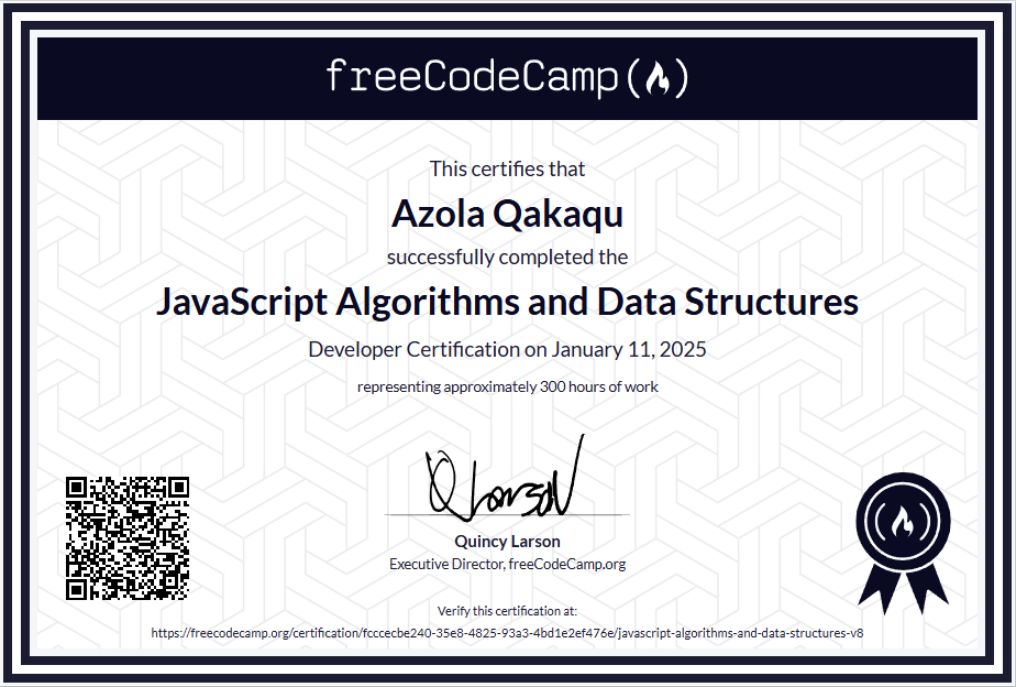 freeCodeCamp
This certifies that
Azola Qakaqu
successfully completed the
JavaScript Algorithms and Data Structures
Developer Certification on January 11, 2025
representing approximately 300 hours of work
Q Larson
Quincy Larson
Executive Director, freeCodeCamp.org
Verify this certification at:
https://freecodecamp.org/certification/fcccecbe240-35e8-4825-93a3-4bd1e2ef476e/javascript-algorithms-and-data-structures-v8